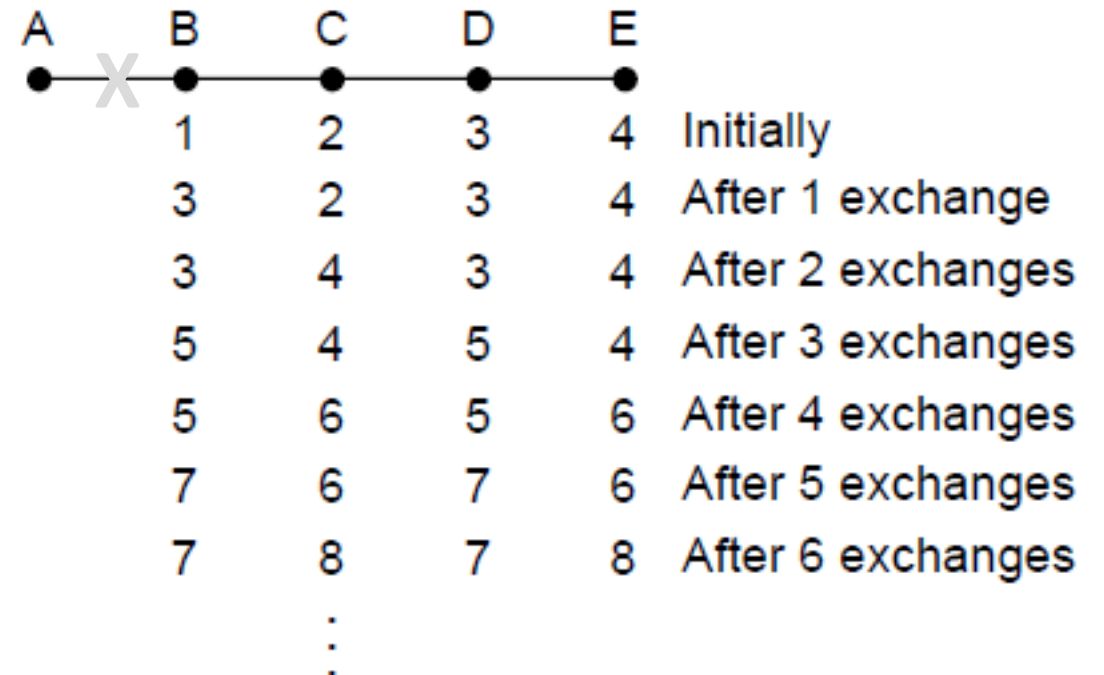 A B C D E
X
1 2 3 4 Initially
3 2 3 4 After 1 exchange
3 4 3 4 After 2 exchanges
5 4 5 4 After 3 exchanges
5 6 5 6 After 4 exchanges
7 6 7 6 After 5 exchanges
7 8 7 8 After 6 exchanges